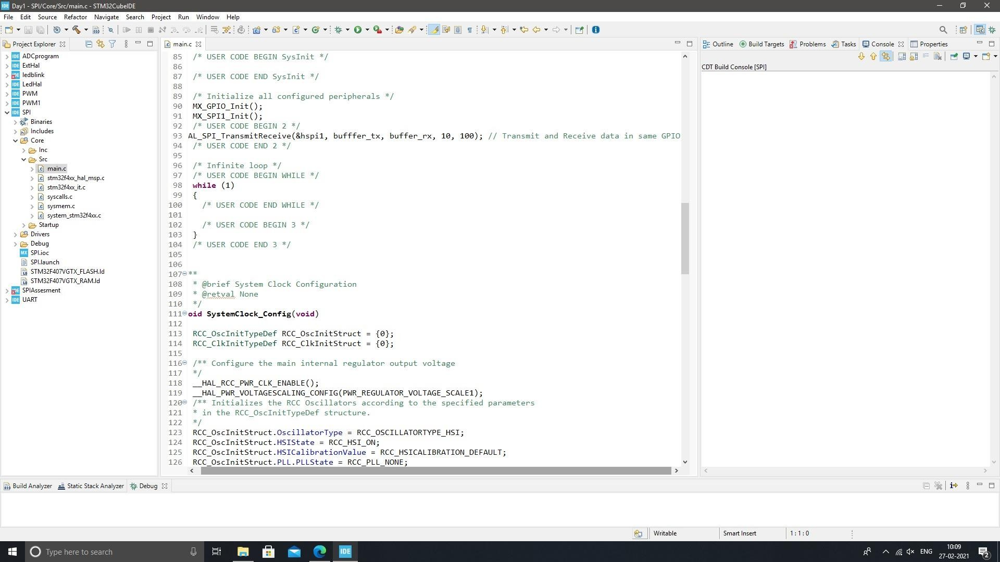 Day1 - SPI/Core/Src/main.c - STM32CubeIDE
File Edit Source Refactor Navigate Search Project Run Window Help
Project Explorer
ADCprogram
ExtHal
ledblink
LedHal
PWM
PWM1
SPI
Binaries
Includes
Core
Inc
Src
main.c
stm32f4xx_hal_msp.c
stm32f4xx_it.c
syscalls.c
sysmem.c
system_stm32f4xx.c
Startup
Drivers
Debug
SPI.ioc
SPI.launch
STM32F407VGTX_FLASH.ld
STM32F407VGTX_RAM.ld
SPIAssesment
UART
main.c
85 /* USER CODE BEGIN SysInit */
86
87 /* USER CODE END SysInit */
88
89 /* Initialize all configured peripherals */
90 MX_GPIO_Init();
91 MX_SPI1_Init();
92 /* USER CODE BEGIN 2 */
93 AL_SPI_TransmitReceive(&hspi1, bufffer_tx, buffer_rx, 10, 100); // Transmit and Receive data in same GPIO
94 /* USER CODE END 2 */
95
96 /* Infinite loop */
97 /* USER CODE BEGIN WHILE */
98 while (1)
99 {
100 /* USER CODE END WHILE */
101
102 /* USER CODE BEGIN 3 */
103 }
104 /* USER CODE END 3 */
105
106
107 **
108 * @brief System Clock Configuration
109 * @retval None
110 */
111 oid SystemClock_Config(void)
112
113 RCC_OscInitTypeDef RCC_OscInitStruct = {0};
114 RCC_ClkInitTypeDef RCC_ClkInitStruct = {0};
115
116 /** Configure the main internal regulator output voltage
117 */
118 __HAL_RCC_PWR_CLK_ENABLE();
119 __HAL_PWR_VOLTAGESCALING_CONFIG(PWR_REGULATOR_VOLTAGE_SCALE1);
120 /** Initializes the RCC Oscillators according to the specified parameters
121 * in the RCC_OscInitTypeDef structure.
122 */
123 RCC_OscInitStruct.OscillatorType = RCC_OSCILLATORTYPE_HSI;
124 RCC_OscInitStruct.HSIState = RCC_HSI_ON;
125 RCC_OscInitStruct.HSICalibrationValue = RCC_HSICALIBRATION_DEFAULT;
126 RCC_OscInitStruct.PLL.PLLState = RCC_PLL_NONE;
Outline Build Targets Problems Tasks Console Properties
CDT Build Console [SPI]
Build Analyzer Static Stack Analyzer Debug
Writable Smart Insert 1 : 1 : 0
Type here to search
IDE
ENG
10:09
27-02-2021
2